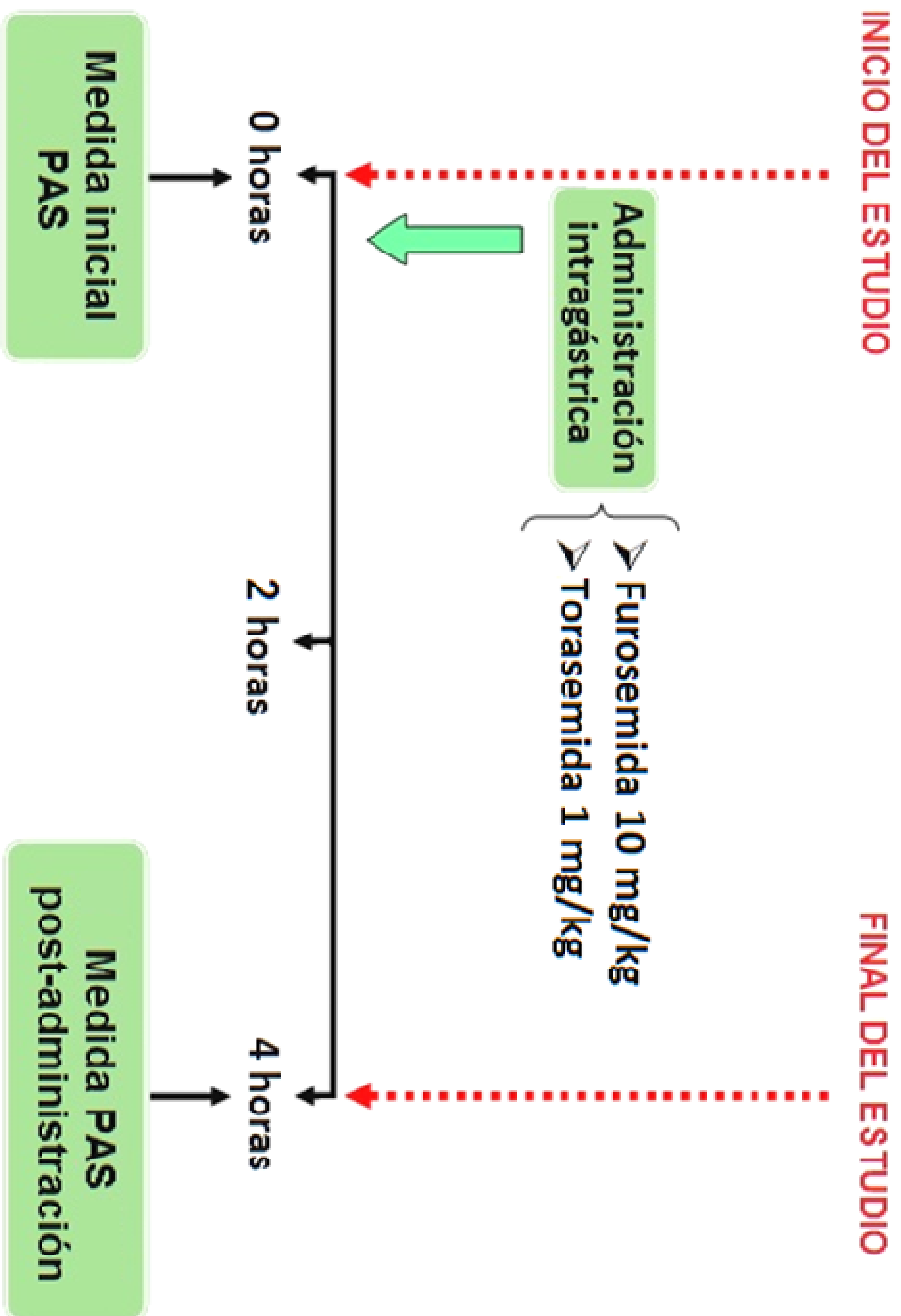 INICIO DEL ESTUDIO
FINAL DEL ESTUDIO
Administración
intragástrica
➢Furosemida 10 mg/kg
➢Torasemida 1 mg/kg
0 horas
2 horas
4 horas
Medida inicial
PAS
Medida PAS
post-administración